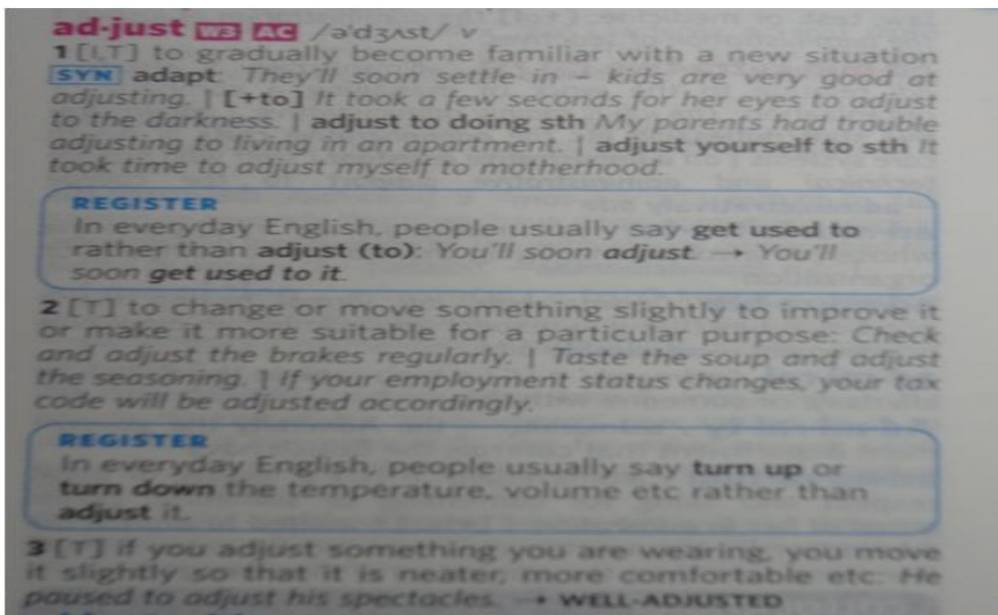 ad‧just W3 AC /əˈdʒʌst/ v
1 [I,T] to gradually become familiar with a new situation
SYN adapt: They'll soon settle in – kids are very good at
adjusting. | [+to] It took a few seconds for her eyes to adjust
to the darkness. | adjust to doing sth My parents had trouble
adjusting to living in an apartment. | adjust yourself to sth It
took time to adjust myself to motherhood.
REGISTER
In everyday English, people usually say get used to
rather than adjust (to): You'll soon adjust. → You'll
soon get used to it.
2 [T] to change or move something slightly to improve it
or make it more suitable for a particular purpose: Check
and adjust the brakes regularly. | Taste the soup and adjust
the seasoning. | If your employment status changes, your tax
code will be adjusted accordingly.
REGISTER
In everyday English, people usually say turn up or
turn down the temperature, volume etc rather than
adjust it.
3 [T] if you adjust something you are wearing, you move
it slightly so that it is neater, more comfortable etc: He
paused to adjust his spectacles. → WELL-ADJUSTED